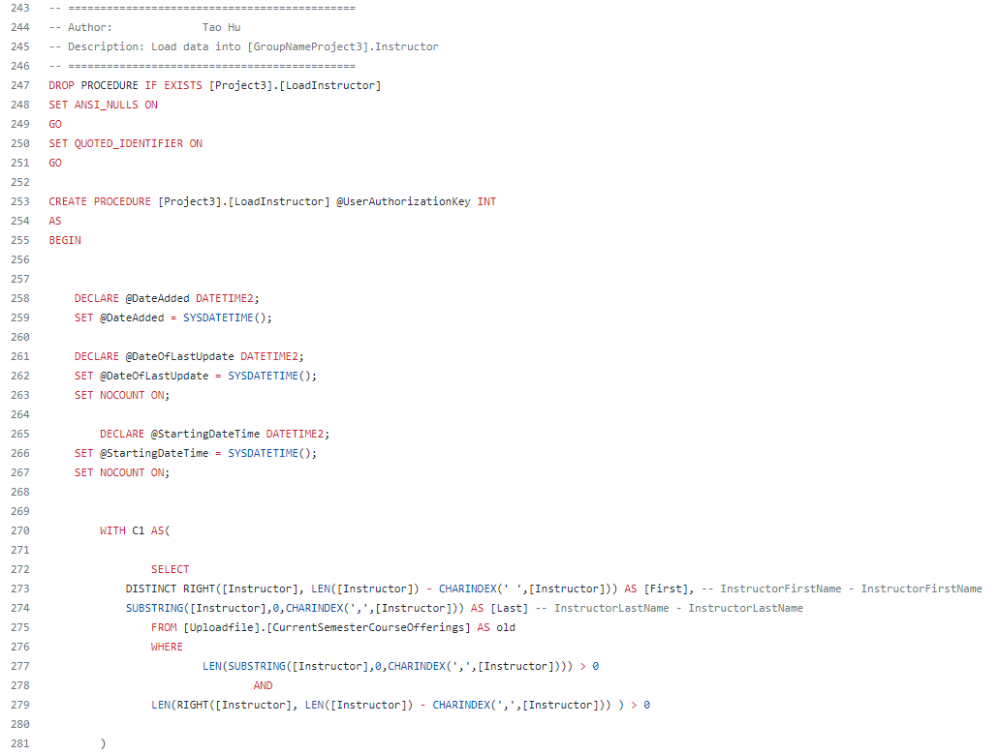 243 -- =============================================
244 -- Author: Tao Hu
245 -- Description: Load data into [GroupNameProject3].Instructor
246 -- =============================================
247 DROP PROCEDURE IF EXISTS [Project3].[LoadInstructor]
248 SET ANSI_NULLS ON
249 GO
250 SET QUOTED_IDENTIFIER ON
251 GO
252
253 CREATE PROCEDURE [Project3].[LoadInstructor] @UserAuthorizationKey INT
254 AS
255 BEGIN
256
257
258 DECLARE @DateAdded DATETIME2;
259 SET @DateAdded = SYSDATETIME();
260
261 DECLARE @DateOfLastUpdate DATETIME2;
262 SET @DateOfLastUpdate = SYSDATETIME();
263 SET NOCOUNT ON;
264
265 DECLARE @StartingDateTime DATETIME2;
266 SET @StartingDateTime = SYSDATETIME();
267 SET NOCOUNT ON;
268
269
270 WITH C1 AS(
271
272 SELECT
273 DISTINCT RIGHT([Instructor], LEN([Instructor]) - CHARINDEX(' ',[Instructor])) AS [First], -- InstructorFirstName - InstructorFirstName
274 SUBSTRING([Instructor],0,CHARINDEX(',',[Instructor])) AS [Last] -- InstructorLastName - InstructorLastName
275 FROM [Uploadfile].[CurrentSemesterCourseOfferings] AS old
276 WHERE
277 LEN(SUBSTRING([Instructor],0,CHARINDEX(',',[Instructor]))) > 0
278 AND
279 LEN(RIGHT([Instructor], LEN([Instructor]) - CHARINDEX(',',[Instructor])) ) > 0
280
281 )